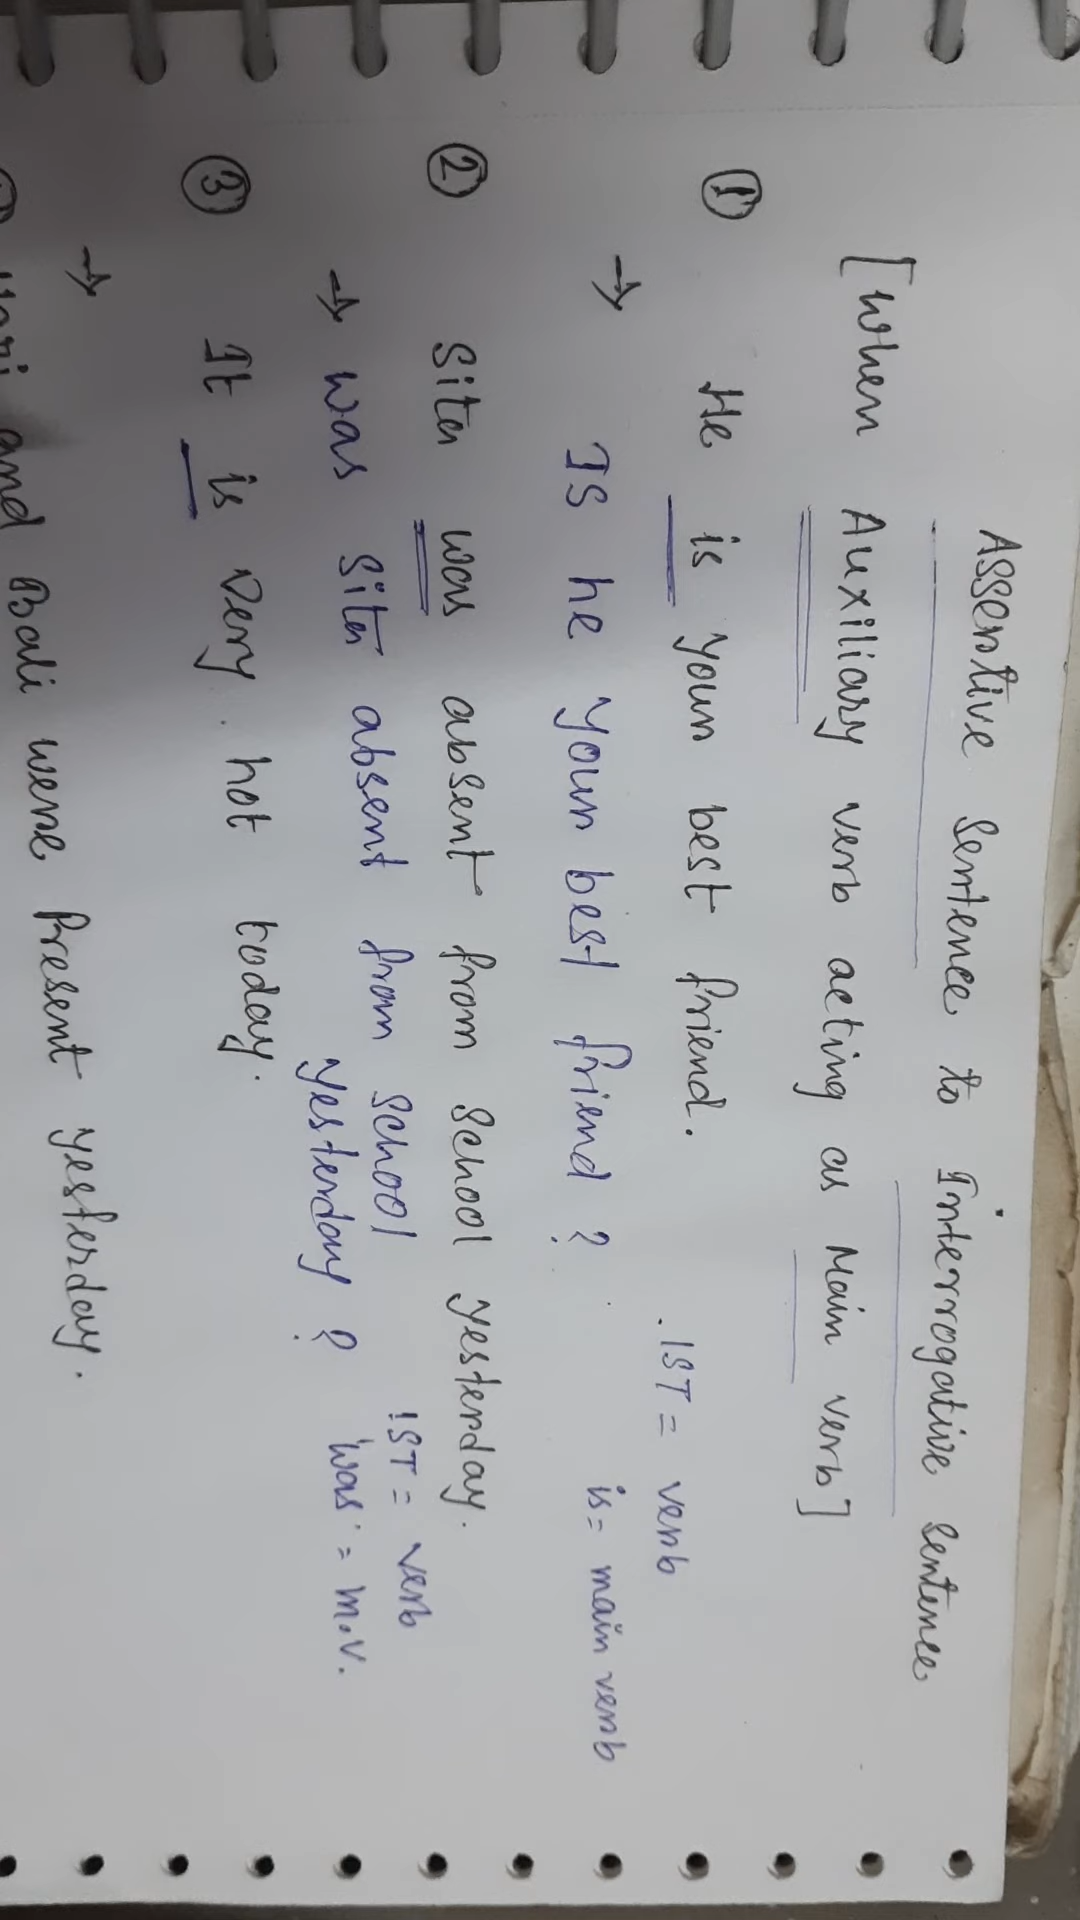 Assertive Sentence to Interrogative Sentence
[When Auxiliary verb acting as Main verb]
① He is your best friend.
1ST = verb
→ Is he your best friend ?
is = main verb
② Sita was absent from school yesterday.
1ST = verb
→ Was Sita absent from school
yesterday ?
was = m.v.
③ It is very hot today.
→
Hari and Bali were Present yesterday.